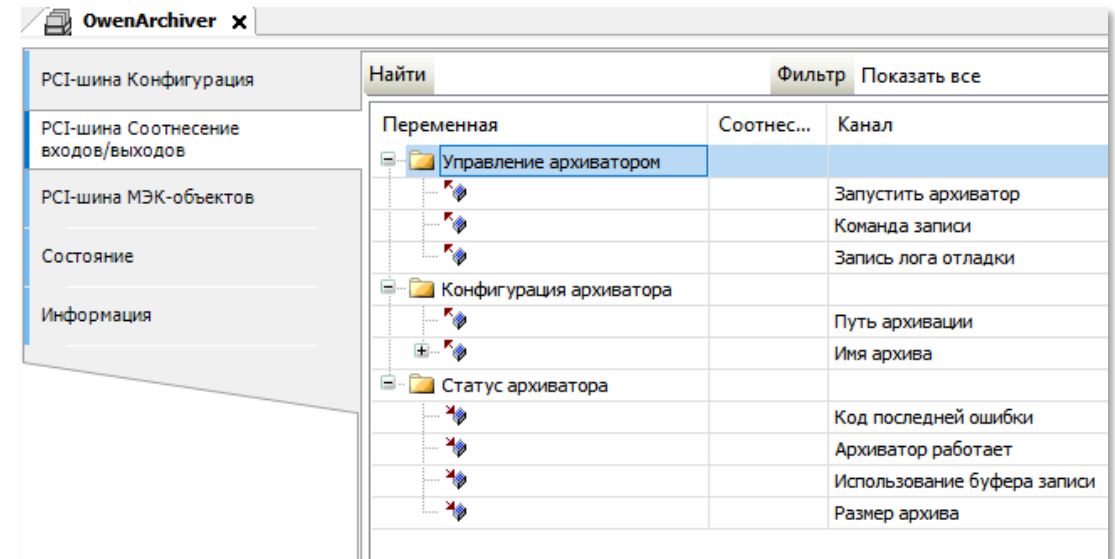 OwenArchiver x
PCI-шина Конфигурация
PCI-шина Соотнесение
входов/выходов
PCI-шина МЭК-объектов
Состояние
Информация
Найти Фильтр Показать все
Переменная Соотнес... Канал
Управление архиватором
Запустить архиватор
Команда записи
Запись лога отладки
Конфигурация архиватора
Путь архивации
Имя архива
Статус архиватора
Код последней ошибки
Архиватор работает
Использование буфера записи
Размер архива